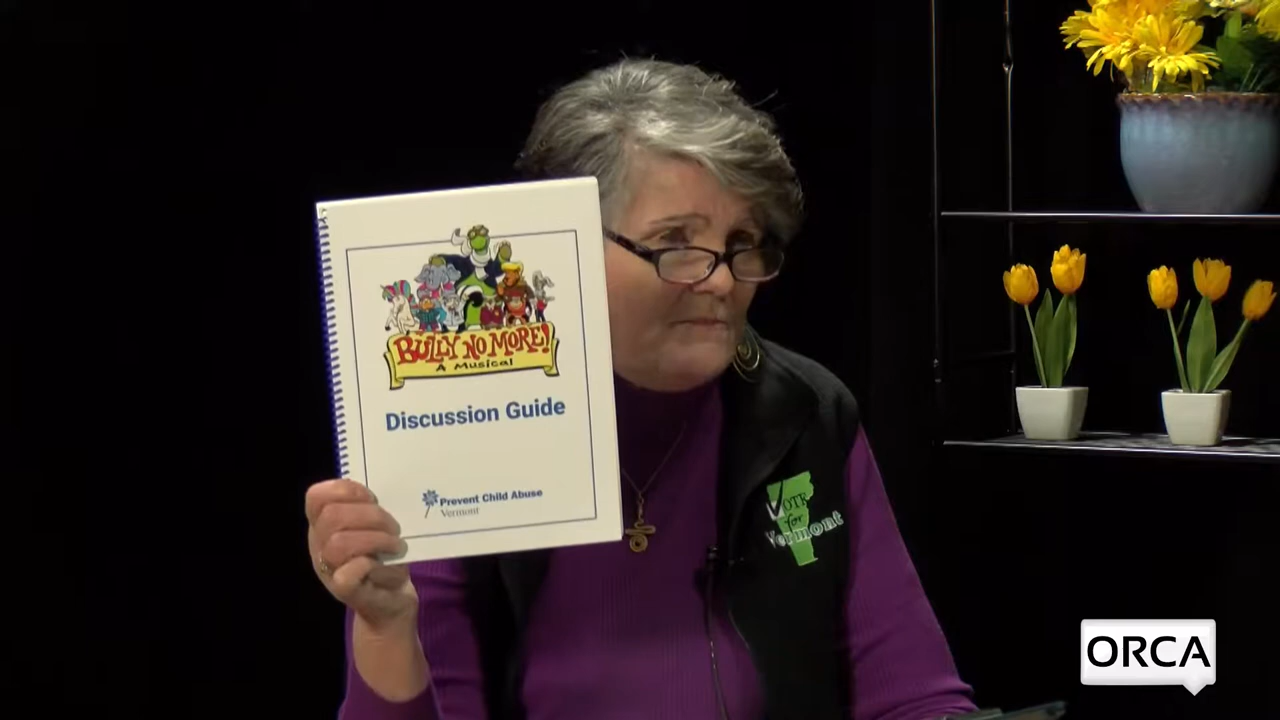 BULLY NO MORE!
A Musical
Discussion Guide
Prevent Child Abuse
Vermont
VOTE
for
Vermont
ORCA